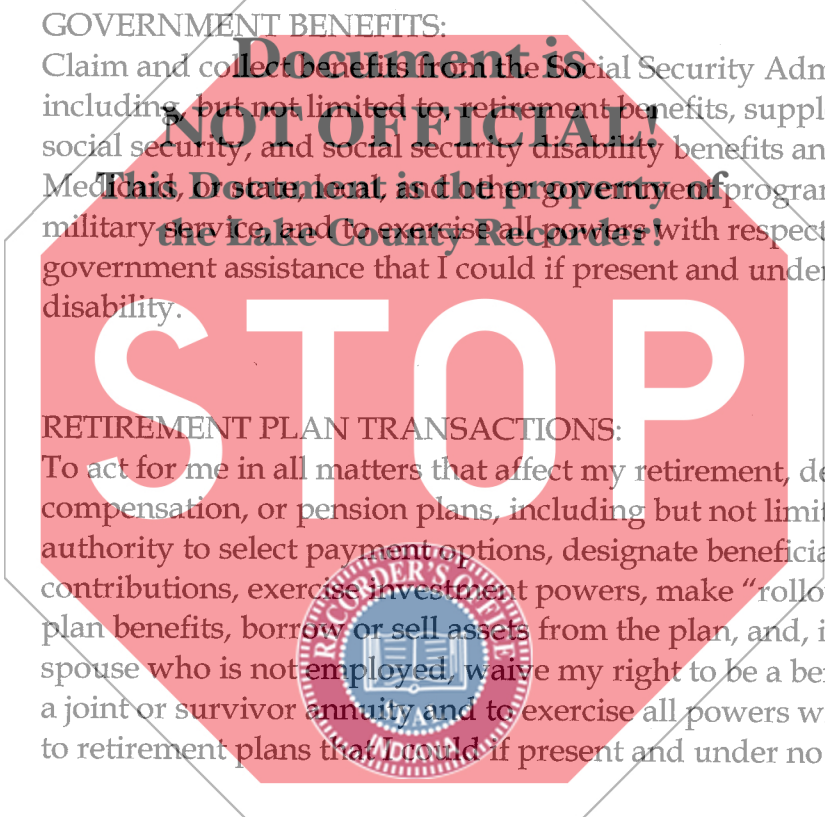 GOVERNMENT BENEFITS:
Document is
Claim and collect benefits from the Social Security Adm
including, but not limited to, retirement benefits, suppl
NOT OFFICIAL!
social security, and social security disability benefits an
Medicaid, or state, local, and other government program
This Document is the property of
military service, and to exercise all powers with respect
the Lake County Recorder!
government assistance that I could if present and unde
disability.
STOP
RETIREMENT PLAN TRANSACTIONS:
To act for me in all matters that affect my retirement, de
compensation, or pension plans, including but not limit
authority to select payment options, designate beneficia
contributions, exercise investment powers, make “rollo
plan benefits, borrow or sell assets from the plan, and, i
spouse who is not employed, waive my right to be a be
a joint or survivor annuity and to exercise all powers w
to retirement plans that I could if present and under no
RECORDER'S OFFICE
INDIANA